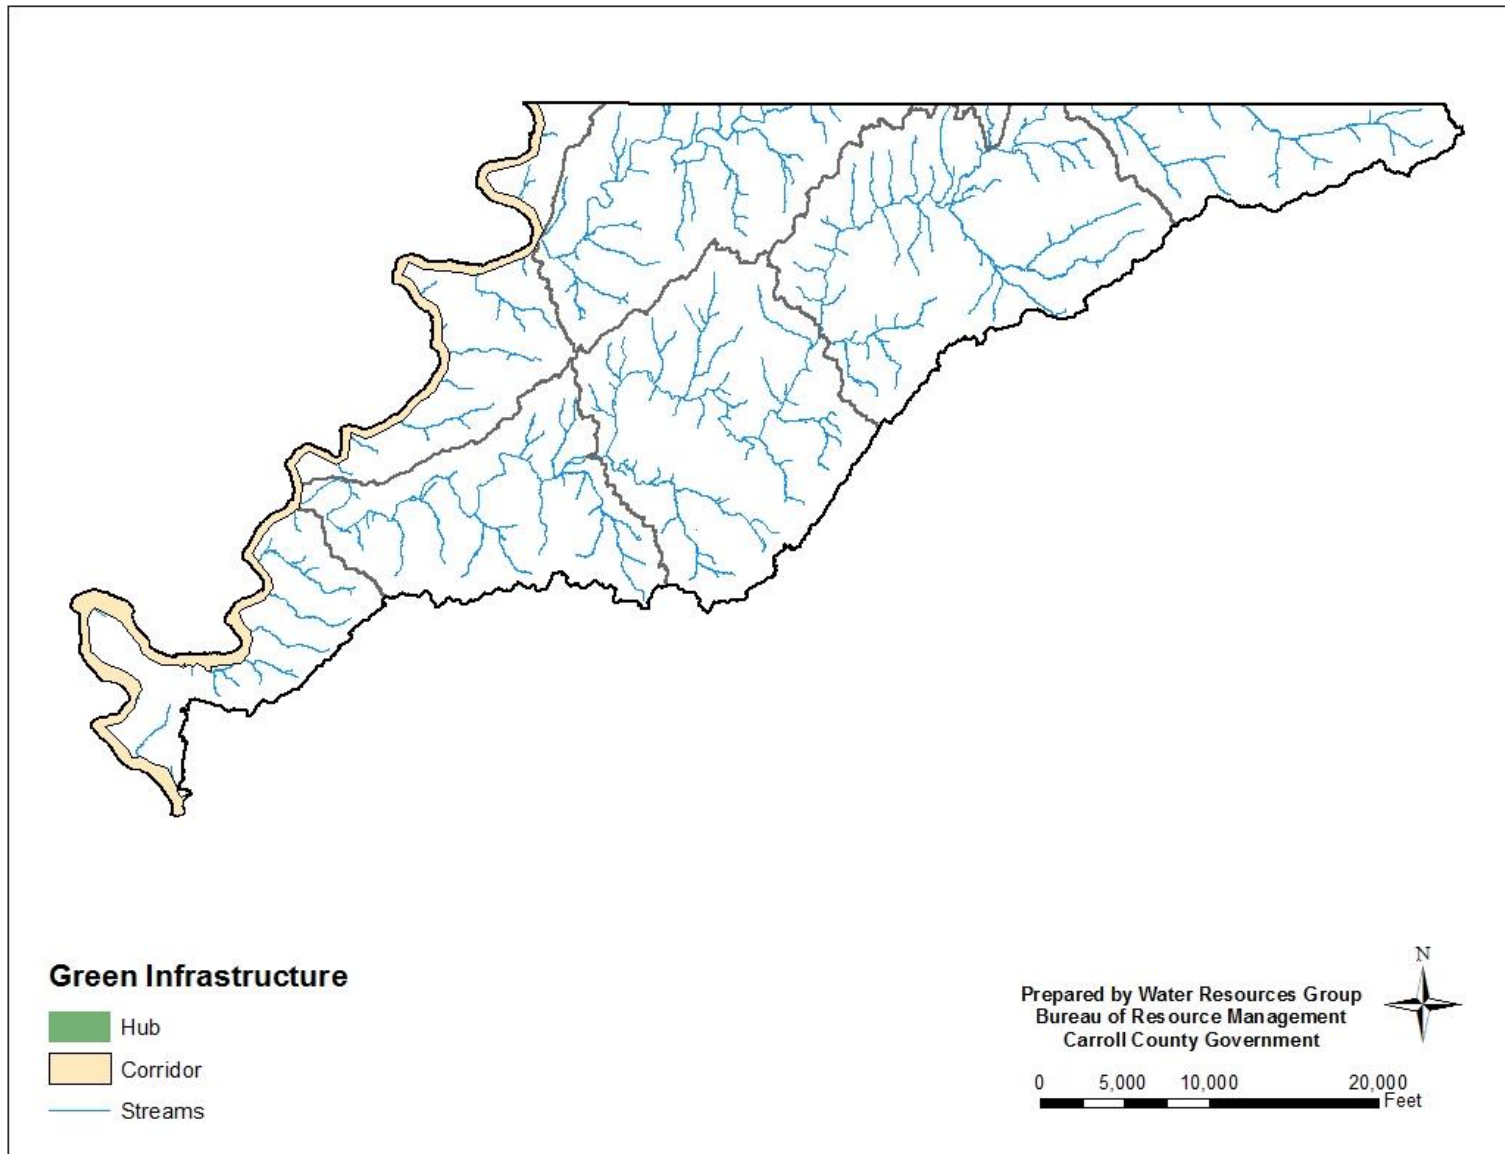 Green Infrastructure
Hub
Corridor
Streams
N
Prepared by Water Resources Group
Bureau of Resource Management
Carroll County Government
0 5,000 10,000 20,000
Feet